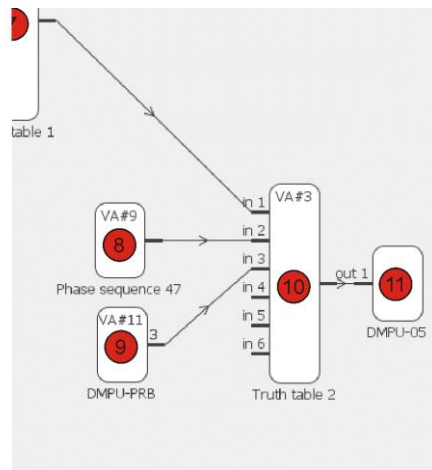 7
table 1
VA#3
in 1
VA#9
8
in 2
Phase sequence 47
in 3
in 4
10
out 1
11
VA#11
9
3
in 5
DMPU-05
in 6
DMPU-PRB
Truth table 2